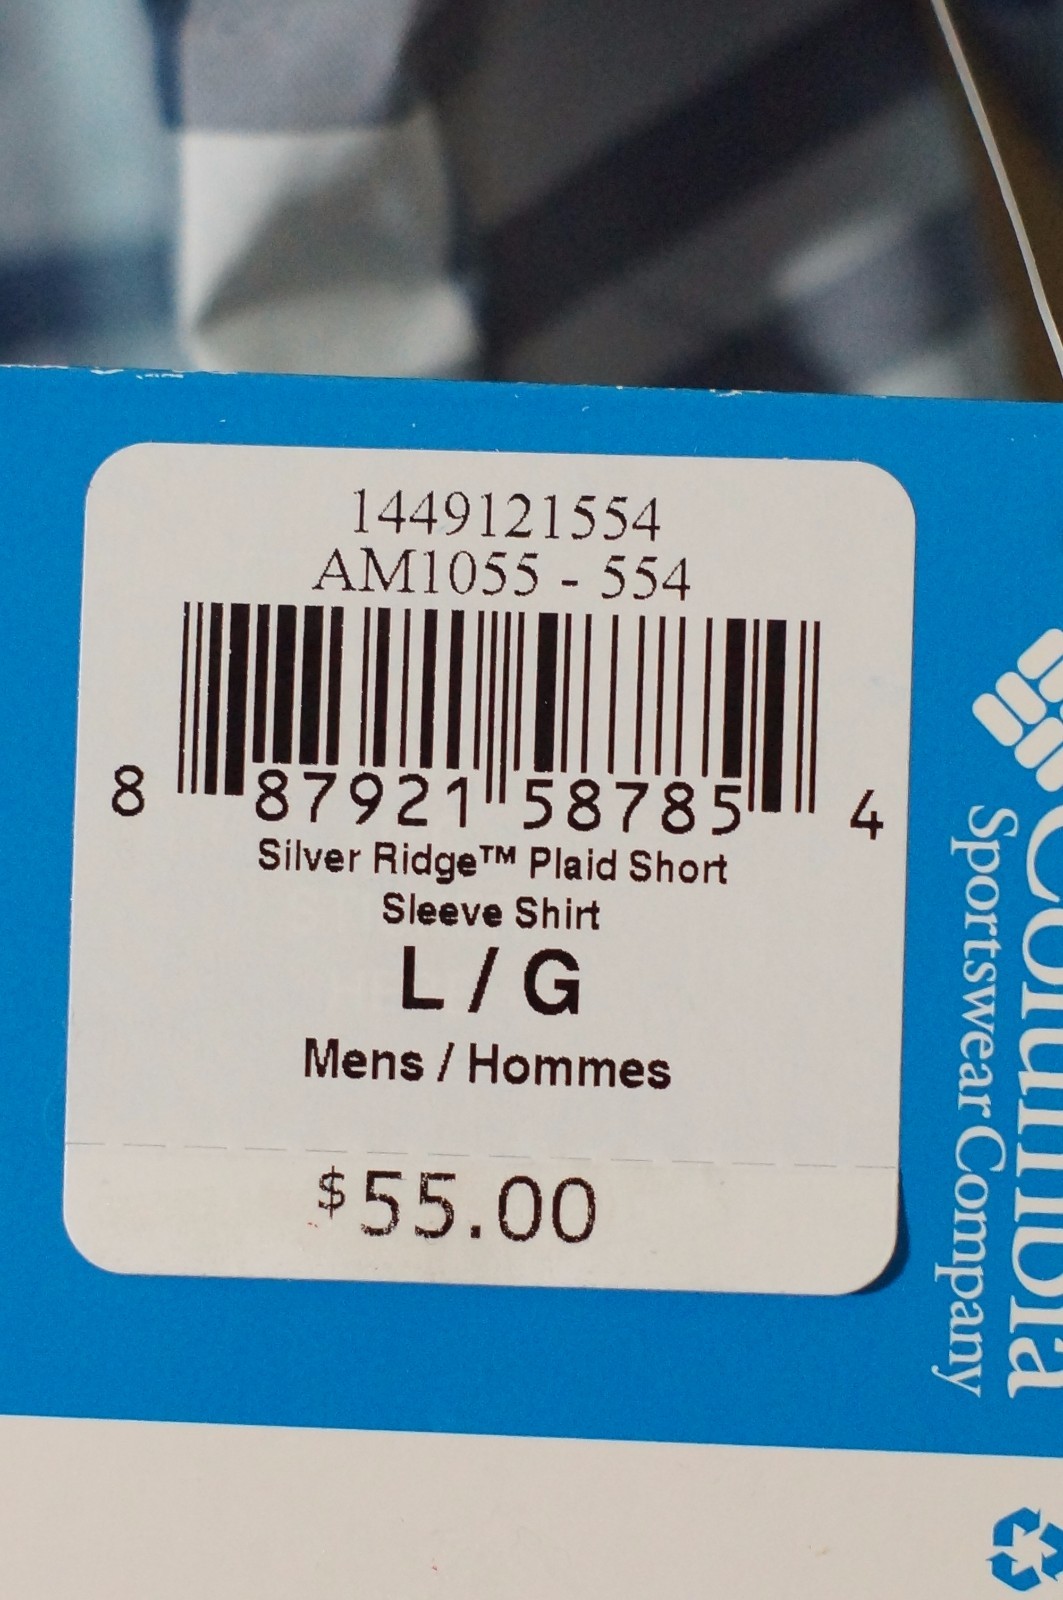 1449121554
AM1055 - 554
8 87921 58785 4
Silver Ridge™ Plaid Short
Sleeve Shirt
L / G
Mens / Hommes
$55.00
Columbia
Sportswear Company